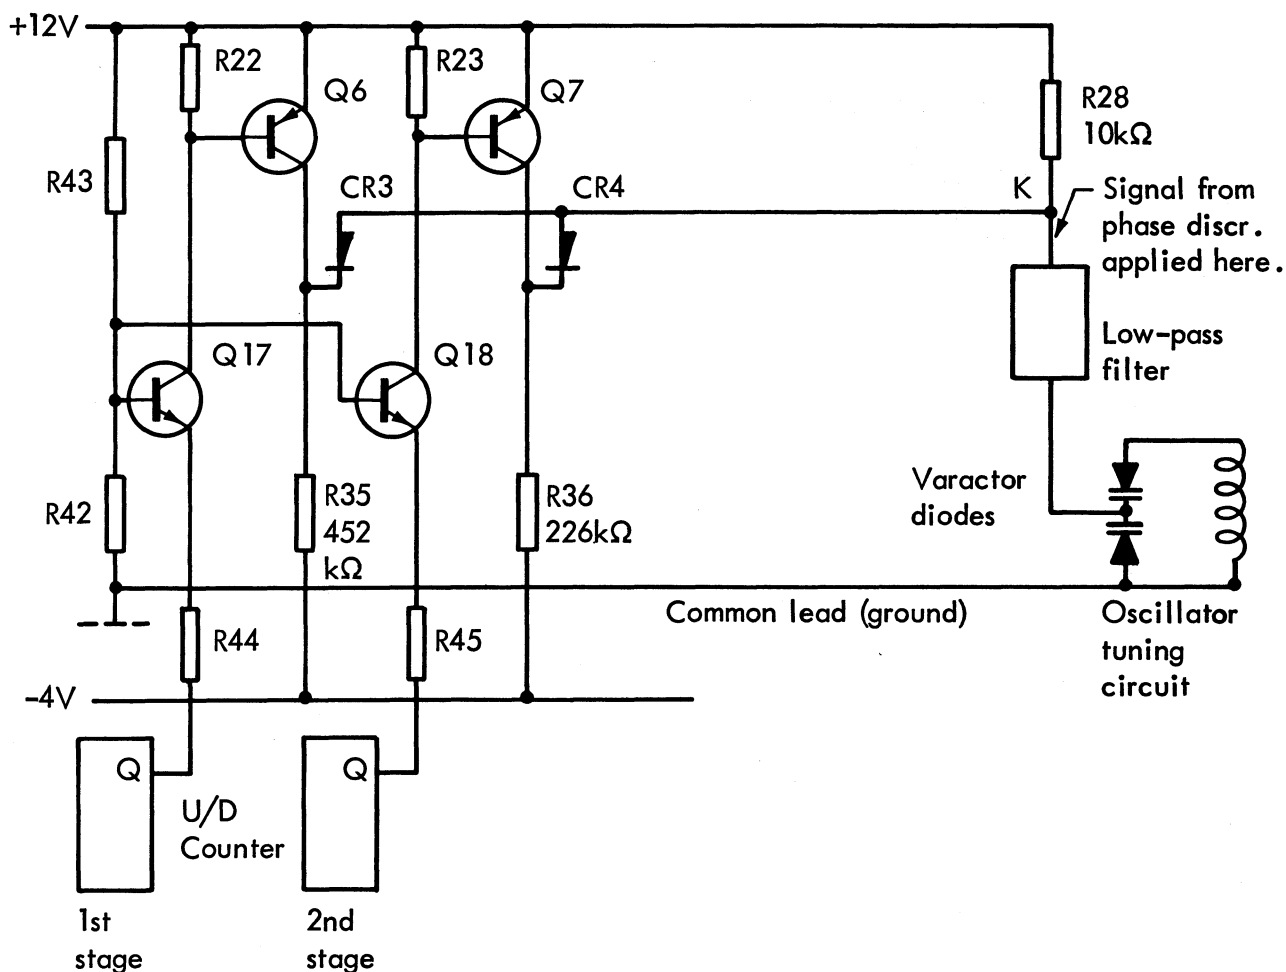 +12V
R22
Q6
R23
Q7
R28
10kΩ
R43
CR3
CR4
K
Signal from
phase discr.
applied here.
Q17
Q18
Low-pass
filter
R42
R35
452
kΩ
R36
226kΩ
Varactor
diodes
Common lead (ground)
Oscillator
tuning
circuit
R44
R45
-4V
Q
Q
U/D
Counter
1st
stage
2nd
stage